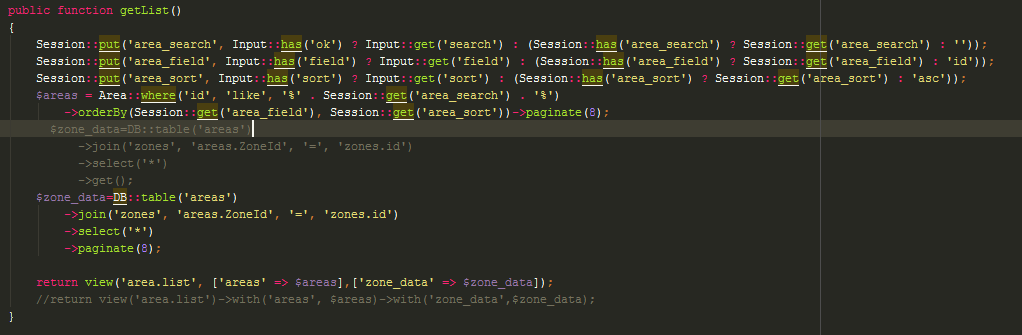 public function getList()
{
    Session::put('area_search', Input::has('ok') ? Input::get('search') : (Session::has('area_search') ? Session::get('area_search') : ''));
    Session::put('area_field', Input::has('field') ? Input::get('field') : (Session::has('area_field') ? Session::get('area_field') : 'id'));
    Session::put('area_sort', Input::has('sort') ? Input::get('sort') : (Session::has('area_sort') ? Session::get('area_sort') : 'asc'));
    $areas = Area::where('id', 'like', '%' . Session::get('area_search') . '%')
        ->orderBy(Session::get('area_field'), Session::get('area_sort'))->paginate(8);
      $zone_data=DB::table('areas')
          ->join('zones', 'areas.ZoneId', '=', 'zones.id')
          ->select('*')
          ->get();
    $zone_data=DB::table('areas')
        ->join('zones', 'areas.ZoneId', '=', 'zones.id')
        ->select('*')
        ->paginate(8);

    return view('area.list', ['areas' => $areas],['zone_data' => $zone_data]);
    //return view('area.list')->with('areas', $areas)->with('zone_data',$zone_data);
}